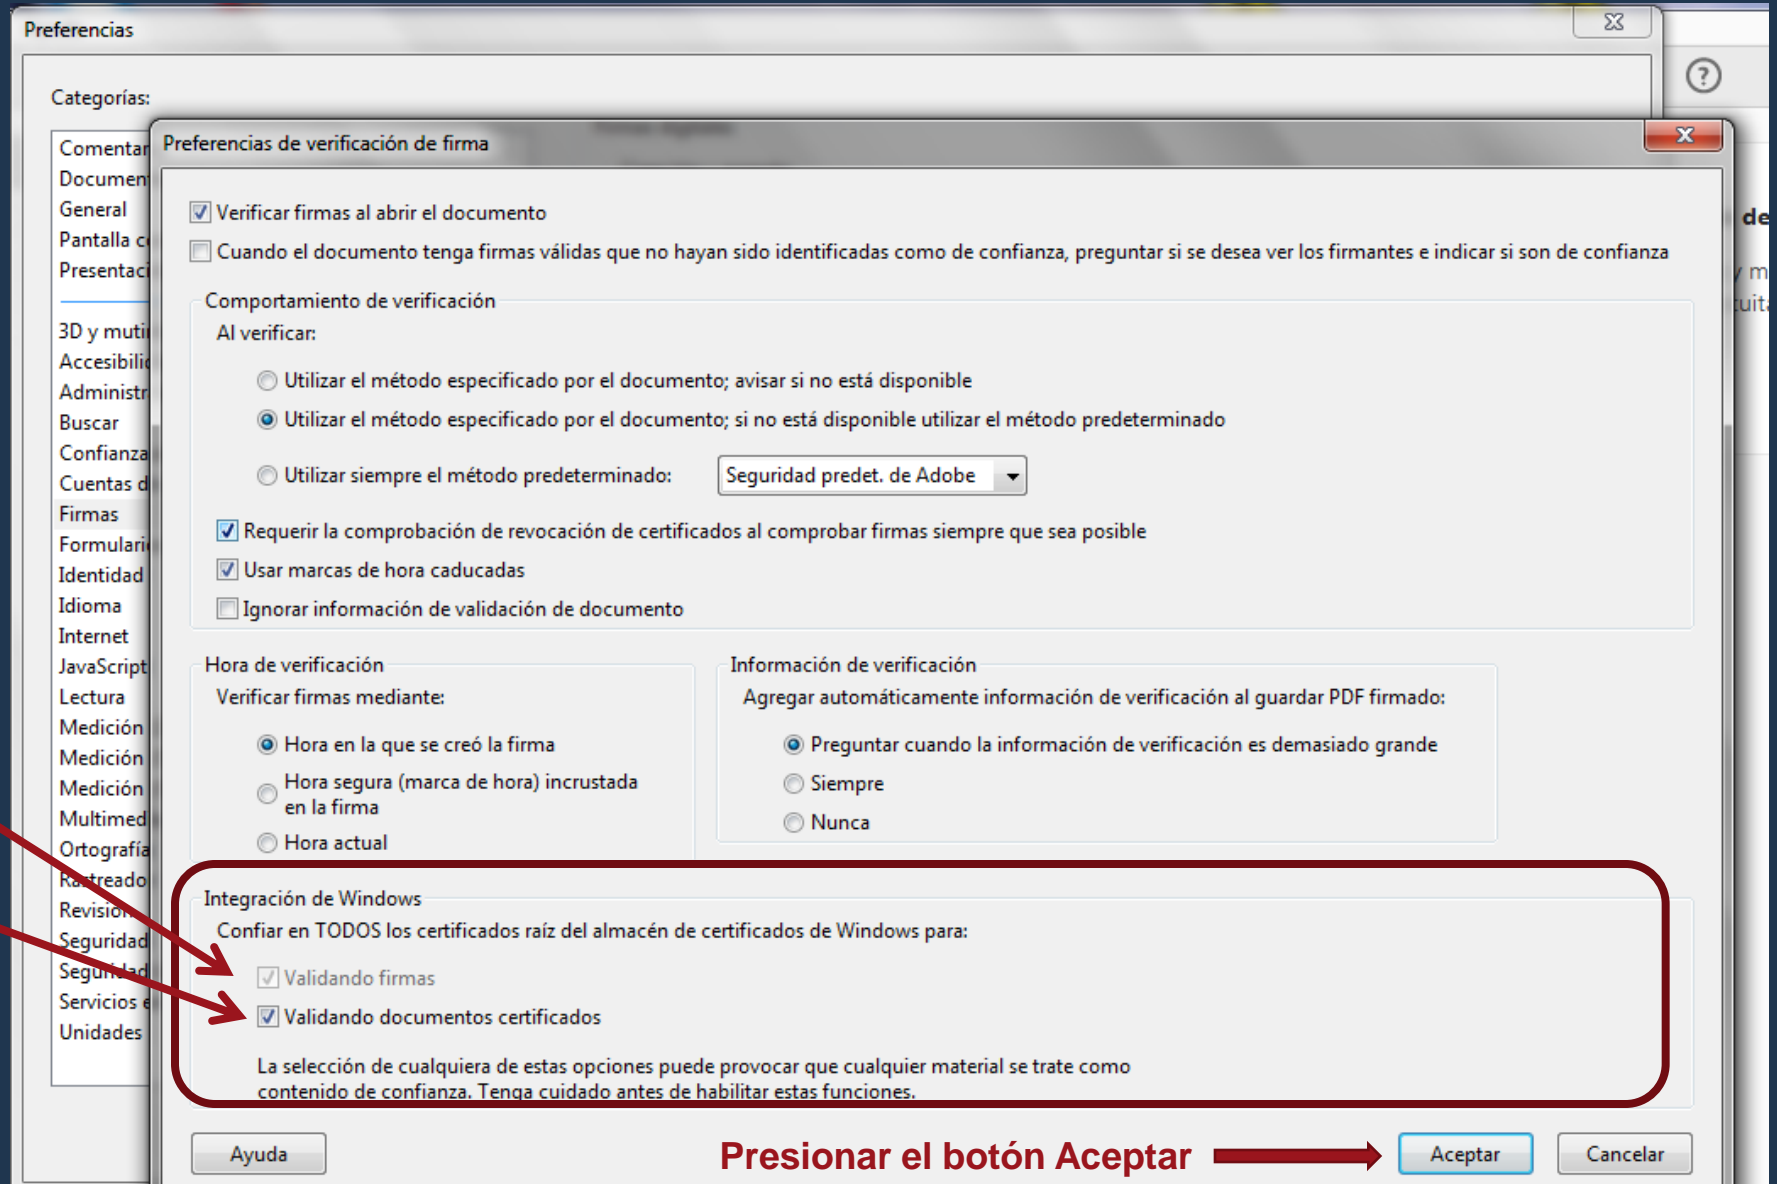 Preferencias
Categorías:
Comentar
Documen
General
Pantalla c
Presentaci
3D y muti
Accesibilid
Administr
Buscar
Confianza
Cuentas d
Firmas
Formulari
Identidad
Idioma
Internet
JavaScript
Lectura
Medición
Medición
Medición
Multimed
Ortografía
Rastreado
Revisión
Seguridad
Seguridad
Servicios e
Unidades
Preferencias de verificación de firma
Verificar firmas al abrir el documento
Cuando el documento tenga firmas válidas que no hayan sido identificadas como de confianza, preguntar si se desea ver los firmantes e indicar si son de confianza
Comportamiento de verificación
Al verificar:
Utilizar el método especificado por el documento; avisar si no está disponible
Utilizar el método especificado por el documento; si no está disponible utilizar el método predeterminado
Utilizar siempre el método predeterminado: Seguridad predet. de Adobe
Requerir la comprobación de revocación de certificados al comprobar firmas siempre que sea posible
Usar marcas de hora caducadas
Ignorar información de validación de documento
Hora de verificación
Verificar firmas mediante:
Hora en la que se creó la firma
Hora segura (marca de hora) incrustada
en la firma
Hora actual
Información de verificación
Agregar automáticamente información de verificación al guardar PDF firmado:
Preguntar cuando la información de verificación es demasiado grande
Siempre
Nunca
Integración de Windows
Confiar en TODOS los certificados raíz del almacén de certificados de Windows para:
Validando firmas
Validando documentos certificados
La selección de cualquiera de estas opciones puede provocar que cualquier material se trate como
contenido de confianza. Tenga cuidado antes de habilitar estas funciones.
Ayuda
Presionar el botón Aceptar
Aceptar
Cancelar
de
y m
uita